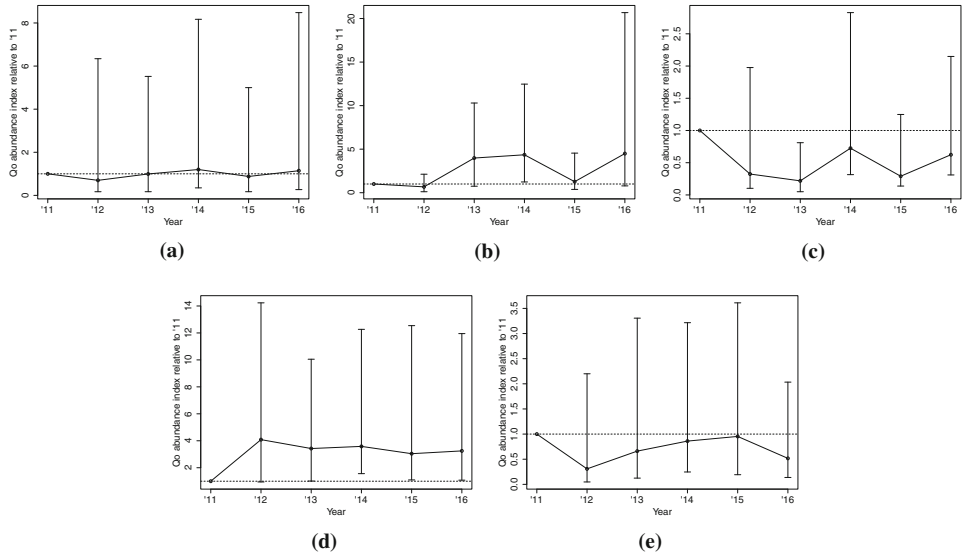 Qo abundance index relative to '11
8
6
4
2
0
'11 '12 '13 '14 '15 '16
Year
(a)
Qo abundance index relative to '11
20
15
10
5
0
'11 '12 '13 '14 '15 '16
Year
(b)
Qo abundance index relative to '11
2.5
2.0
1.5
1.0
0.5
0.0
'11 '12 '13 '14 '15 '16
Year
(c)
Qo abundance index relative to '11
14
12
10
8
6
4
2
'11 '12 '13 '14 '15 '16
Year
(d)
Qo abundance index relative to '11
3.5
3.0
2.5
2.0
1.5
1.0
0.5
0.0
'11 '12 '13 '14 '15 '16
Year
(e)